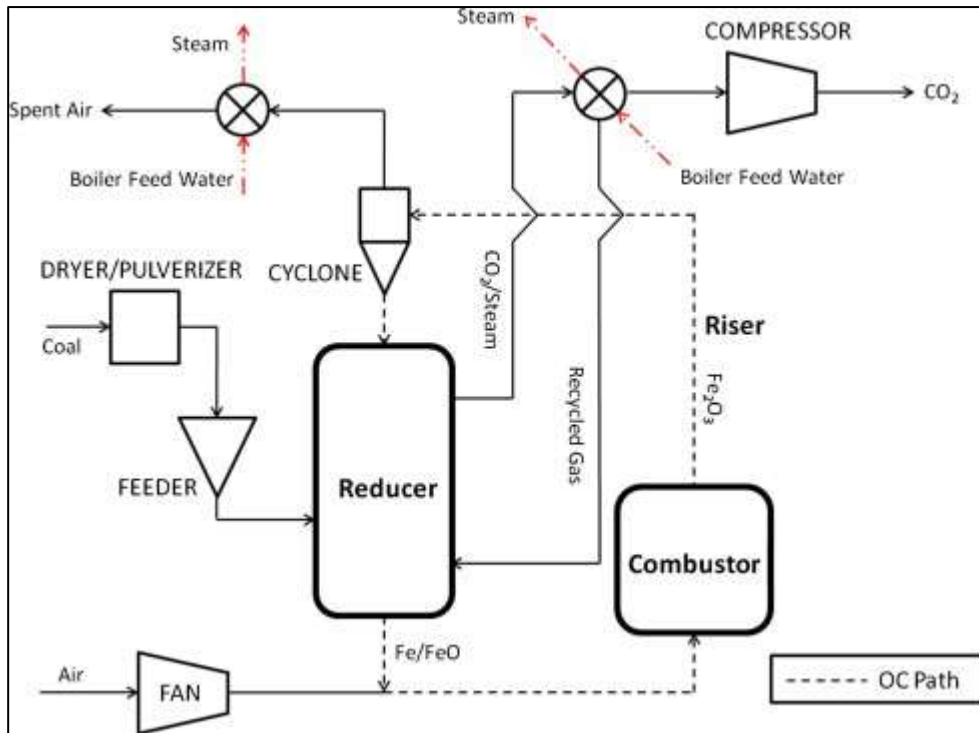 Steam
Spent Air
Boiler Feed Water
Steam
COMPRESSOR
CO₂
Boiler Feed Water
CYCLONE
DRYER/PULVERIZER
Coal
CO₂/Steam
Riser
Fe₂O₃
Recycled Gas
FEEDER
Reducer
Combustor
Fe/FeO
Air
FAN
OC Path